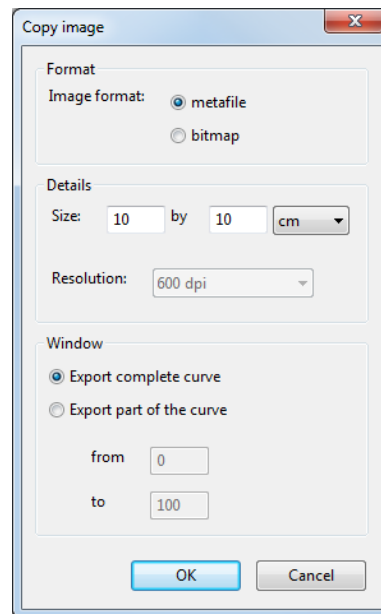 Copy image
Format
Image format: metafile
bitmap
Details
Size: 10 by 10 cm
Resolution: 600 dpi
Window
Export complete curve
Export part of the curve
from 0
to 100
OK Cancel